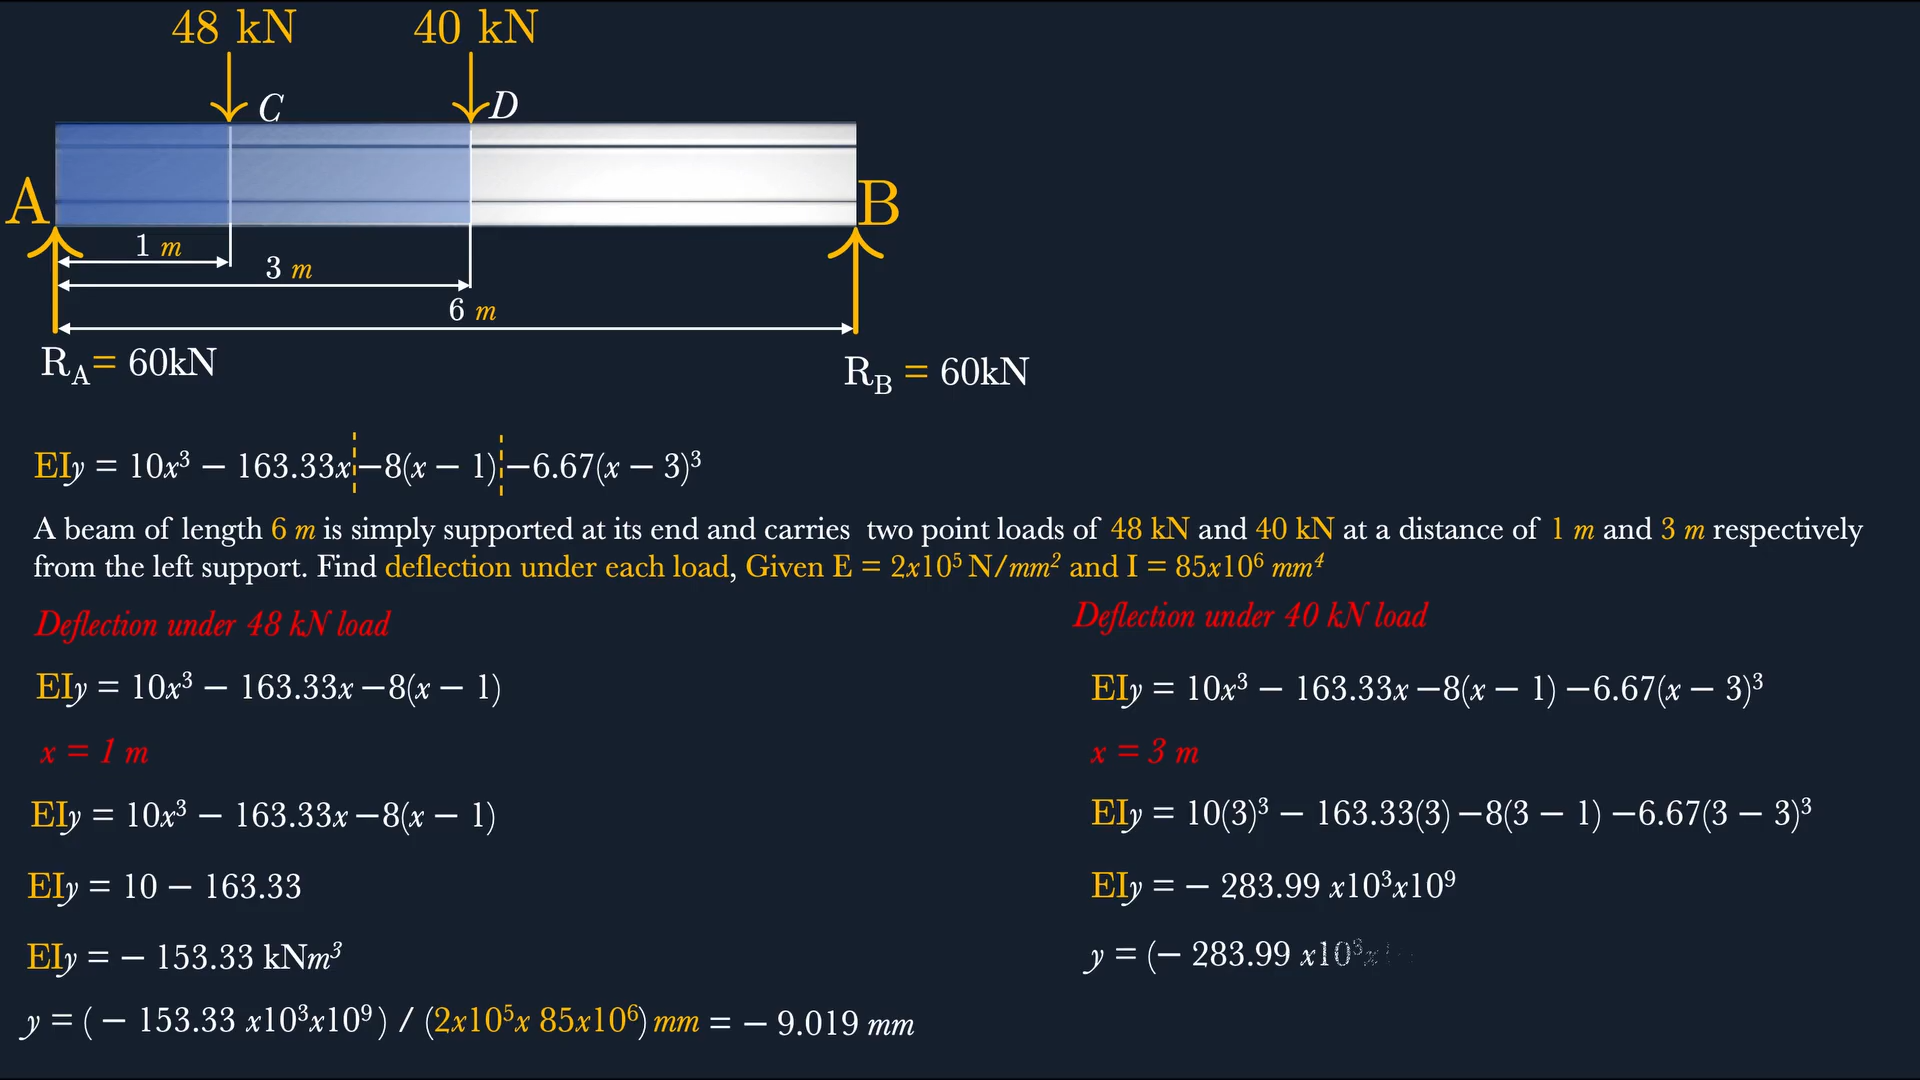 48 kN 40 kN
C D
A B
1 m
3 m
6 m
R_A = 60kN
R_B = 60kN
EIy = 10x³ − 163.33x −8(x − 1) −6.67(x − 3)³
A beam of length 6 m is simply supported at its end and carries two point loads of 48 kN and 40 kN at a distance of 1 m and 3 m respectively
from the left support. Find deflection under each load, Given E = 2x10⁵ N/mm² and I = 85x10⁶ mm⁴
Deflection under 48 kN load
EIy = 10x³ − 163.33x −8(x − 1)
x = 1 m
EIy = 10x³ − 163.33x −8(x − 1)
EIy = 10 − 163.33
EIy = − 153.33 kNm³
y = ( − 153.33 x10³x10⁹ ) / (2x10⁵x 85x10⁶) mm = − 9.019 mm
Deflection under 40 kN load
EIy = 10x³ − 163.33x −8(x − 1) −6.67(x − 3)³
x = 3 m
EIy = 10(3)³ − 163.33(3) −8(3 − 1) −6.67(3 − 3)³
EIy = − 283.99 x10³x10⁹
y = (− 283.99 x10³